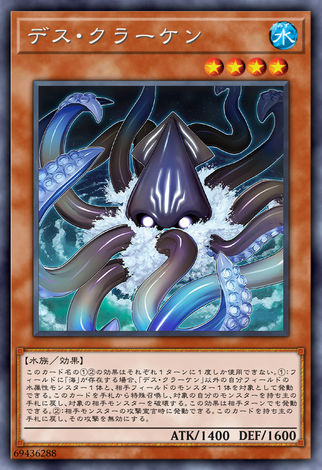 デス・クラーケン
水
【水族／効果】
このカード名の①②の効果はそれぞれ１ターンに１度しか使用できない。①：フ
ィールドに「海」が存在する場合、「デス・クラーケン」以外の自分フィールドの
水属性モンスター１体と、相手フィールドのモンスター１体を対象として発動
できる。このカードを手札から特殊召喚し、対象の自分のモンスターを持ち主の
手札に戻し、対象の相手モンスターを破壊する。この効果は相手ターンでも発動
できる。②：相手モンスターの攻撃宣言時に発動できる。このカードを持ち主の手
札に戻し、その攻撃を無効にする。
ATK/1400 DEF/1600
69436288